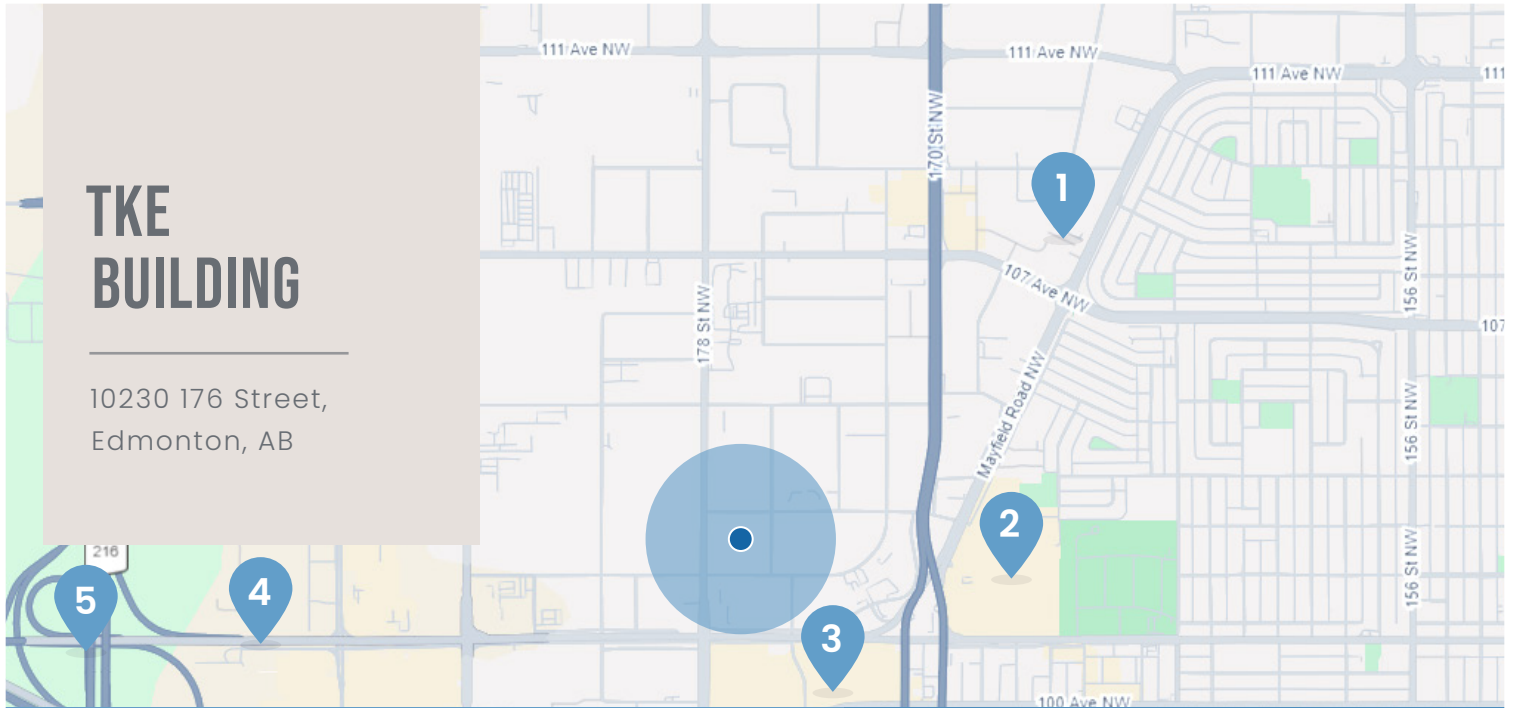 TKE
BUILDING
10230 176 Street,
Edmonton, AB
111 Ave NW
111 Ave NW
111 Ave NW
111
170 St NW
1
107 Ave NW
156 St NW
107
178 St NW
Mayfield Road NW
156 St NW
2
156 St NW
216
5
4
3
100 Ave NW